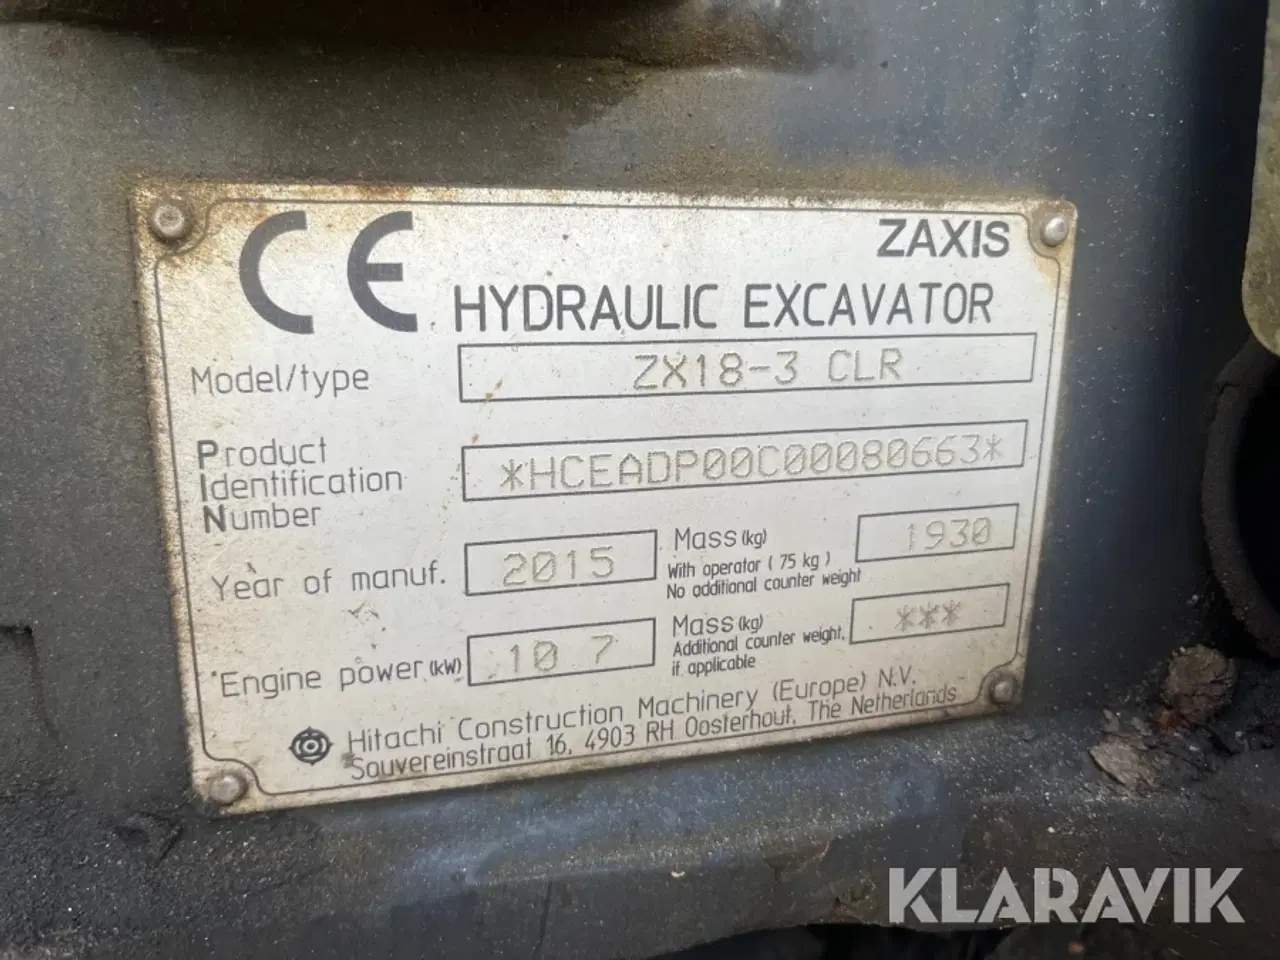 CE
ZAXIS
HYDRAULIC EXCAVATOR
Model/type ZX18-3 CLR
Product
Identification
Number
*HCEADP00C00080663*
Year of manuf. 2015
Mass (kg)
With operator ( 75 kg )
No additional counter weight
1930
*Engine power (kW) 10 7
Mass (kg)
Additional counter weight,
if applicable
***
Hitachi Construction Machinery (Europe) N.V.
Souvereinstraat 16, 4903 RH Oosterhout, The Netherlands
KLARAVIK